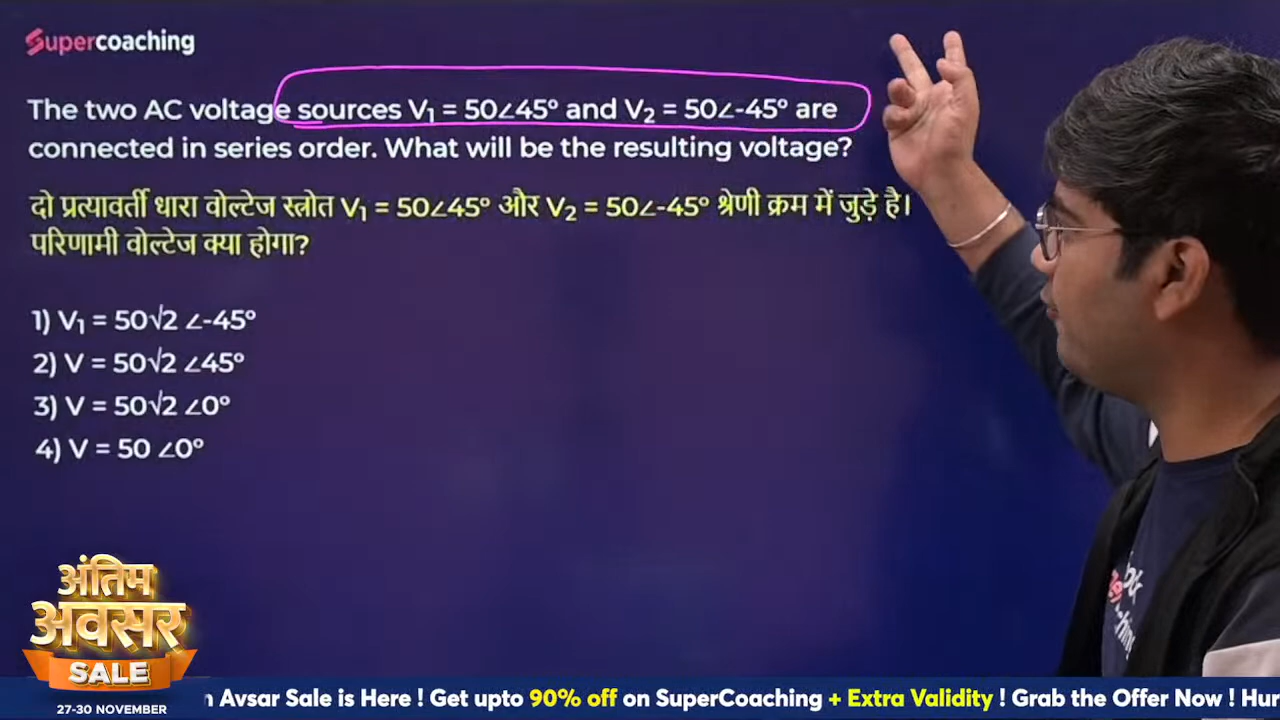 Supercoaching
The two AC voltage sources V₁ = 50∠45° and V₂ = 50∠-45° are
connected in series order. What will be the resulting voltage?
दो प्रत्यावर्ती धारा वोल्टेज स्त्रोत V₁ = 50∠45° और V₂ = 50∠-45° श्रेणी क्रम में जुड़े है।
परिणामी वोल्टेज क्या होगा?
1) V₁ = 50√2 ∠-45°
2) V = 50√2 ∠45°
3) V = 50√2 ∠0°
4) V = 50 ∠0°
अंतिम
अवसर
SALE
27-30 NOVEMBER
n Avsar Sale is Here ! Get upto 90% off on SuperCoaching + Extra Validity ! Grab the Offer Now ! Hur